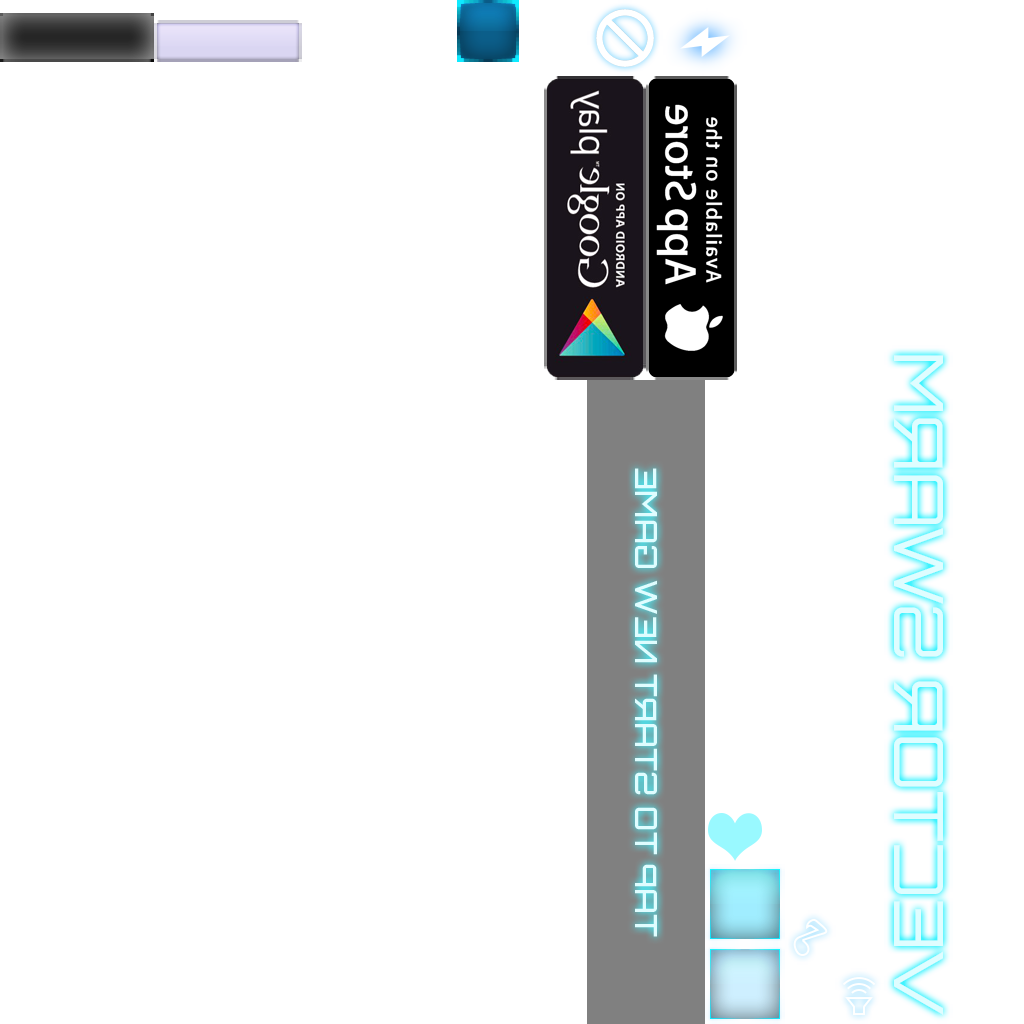 Google play
ANDROID APP ON
App Store
Available on the
TAP TO START NEW GAME
VECTOR SWARM